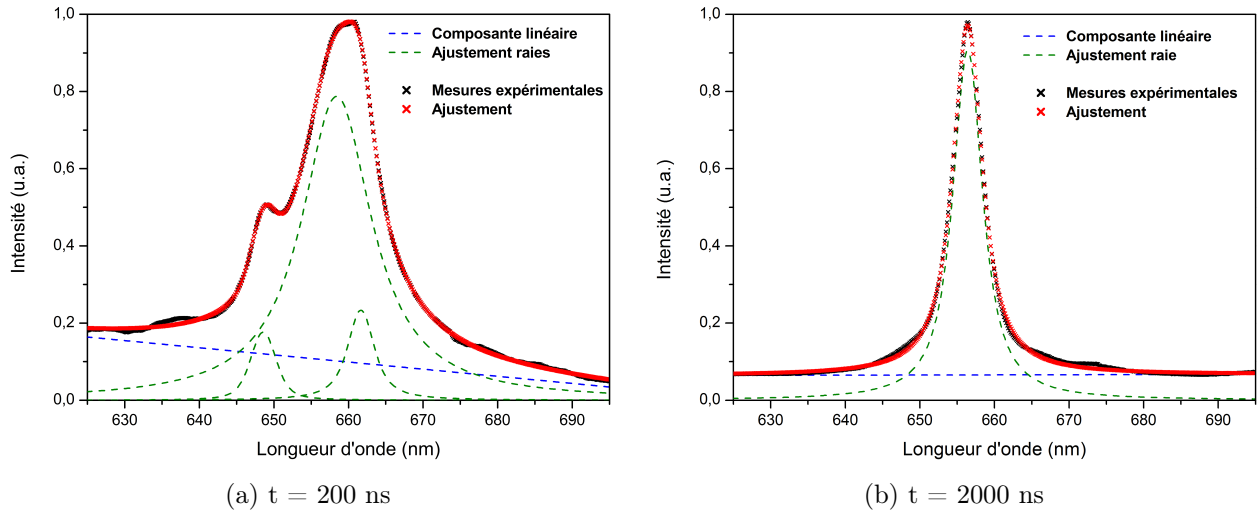 1,0
0,8
0,6
0,4
0,2
0,0
Intensité (u.a.)
Composante linéaire
Ajustement raies
Mesures expérimentales
Ajustement
630 640 650 660 670 680 690
Longueur d'onde (nm)
(a) t = 200 ns
1,0
0,8
0,6
0,4
0,2
0,0
Intensité (u.a.)
Composante linéaire
Ajustement raie
Mesures expérimentales
Ajustement
630 640 650 660 670 680 690
Longueur d'onde (nm)
(b) t = 2000 ns